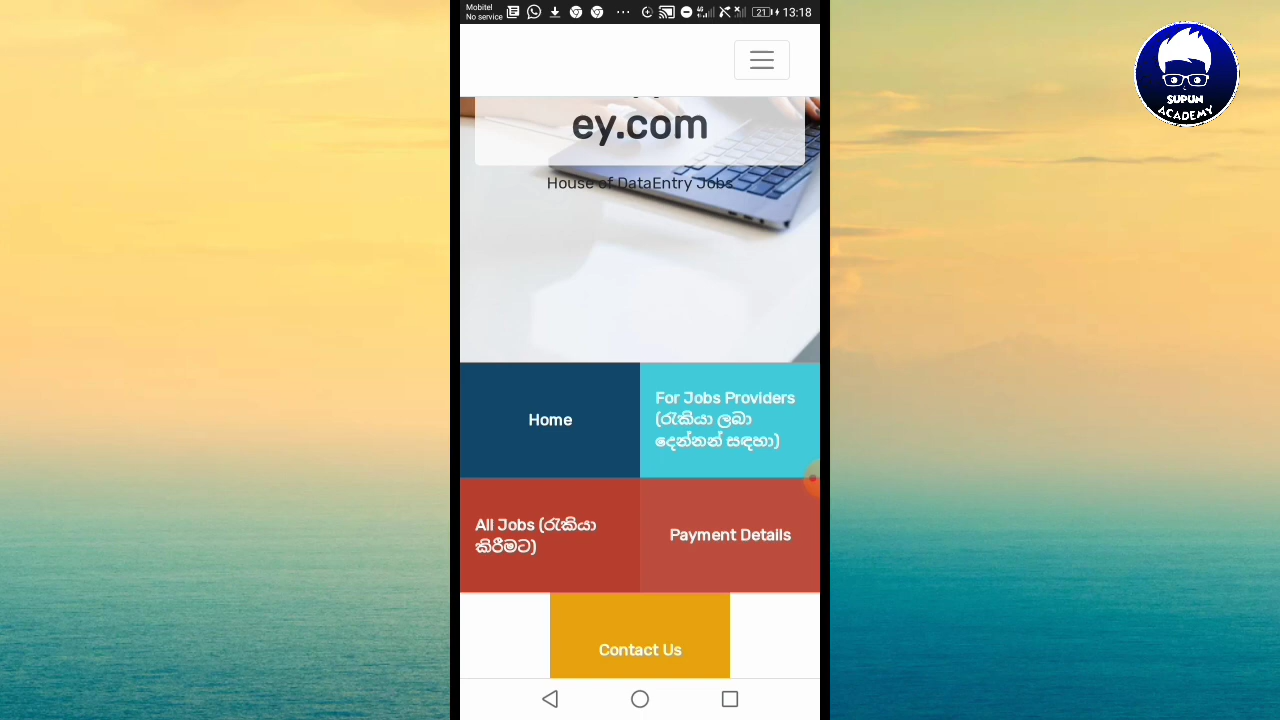 Mobitel
No service
21
13:18
ey.com
House of DataEntry Jobs
Home
For Jobs Providers
(රැකියා ලබා
දෙන්නන් සඳහා)
All Jobs (රැකියා
කිරීමට)
Payment Details
Contact Us
SUPUN
ACADEMY